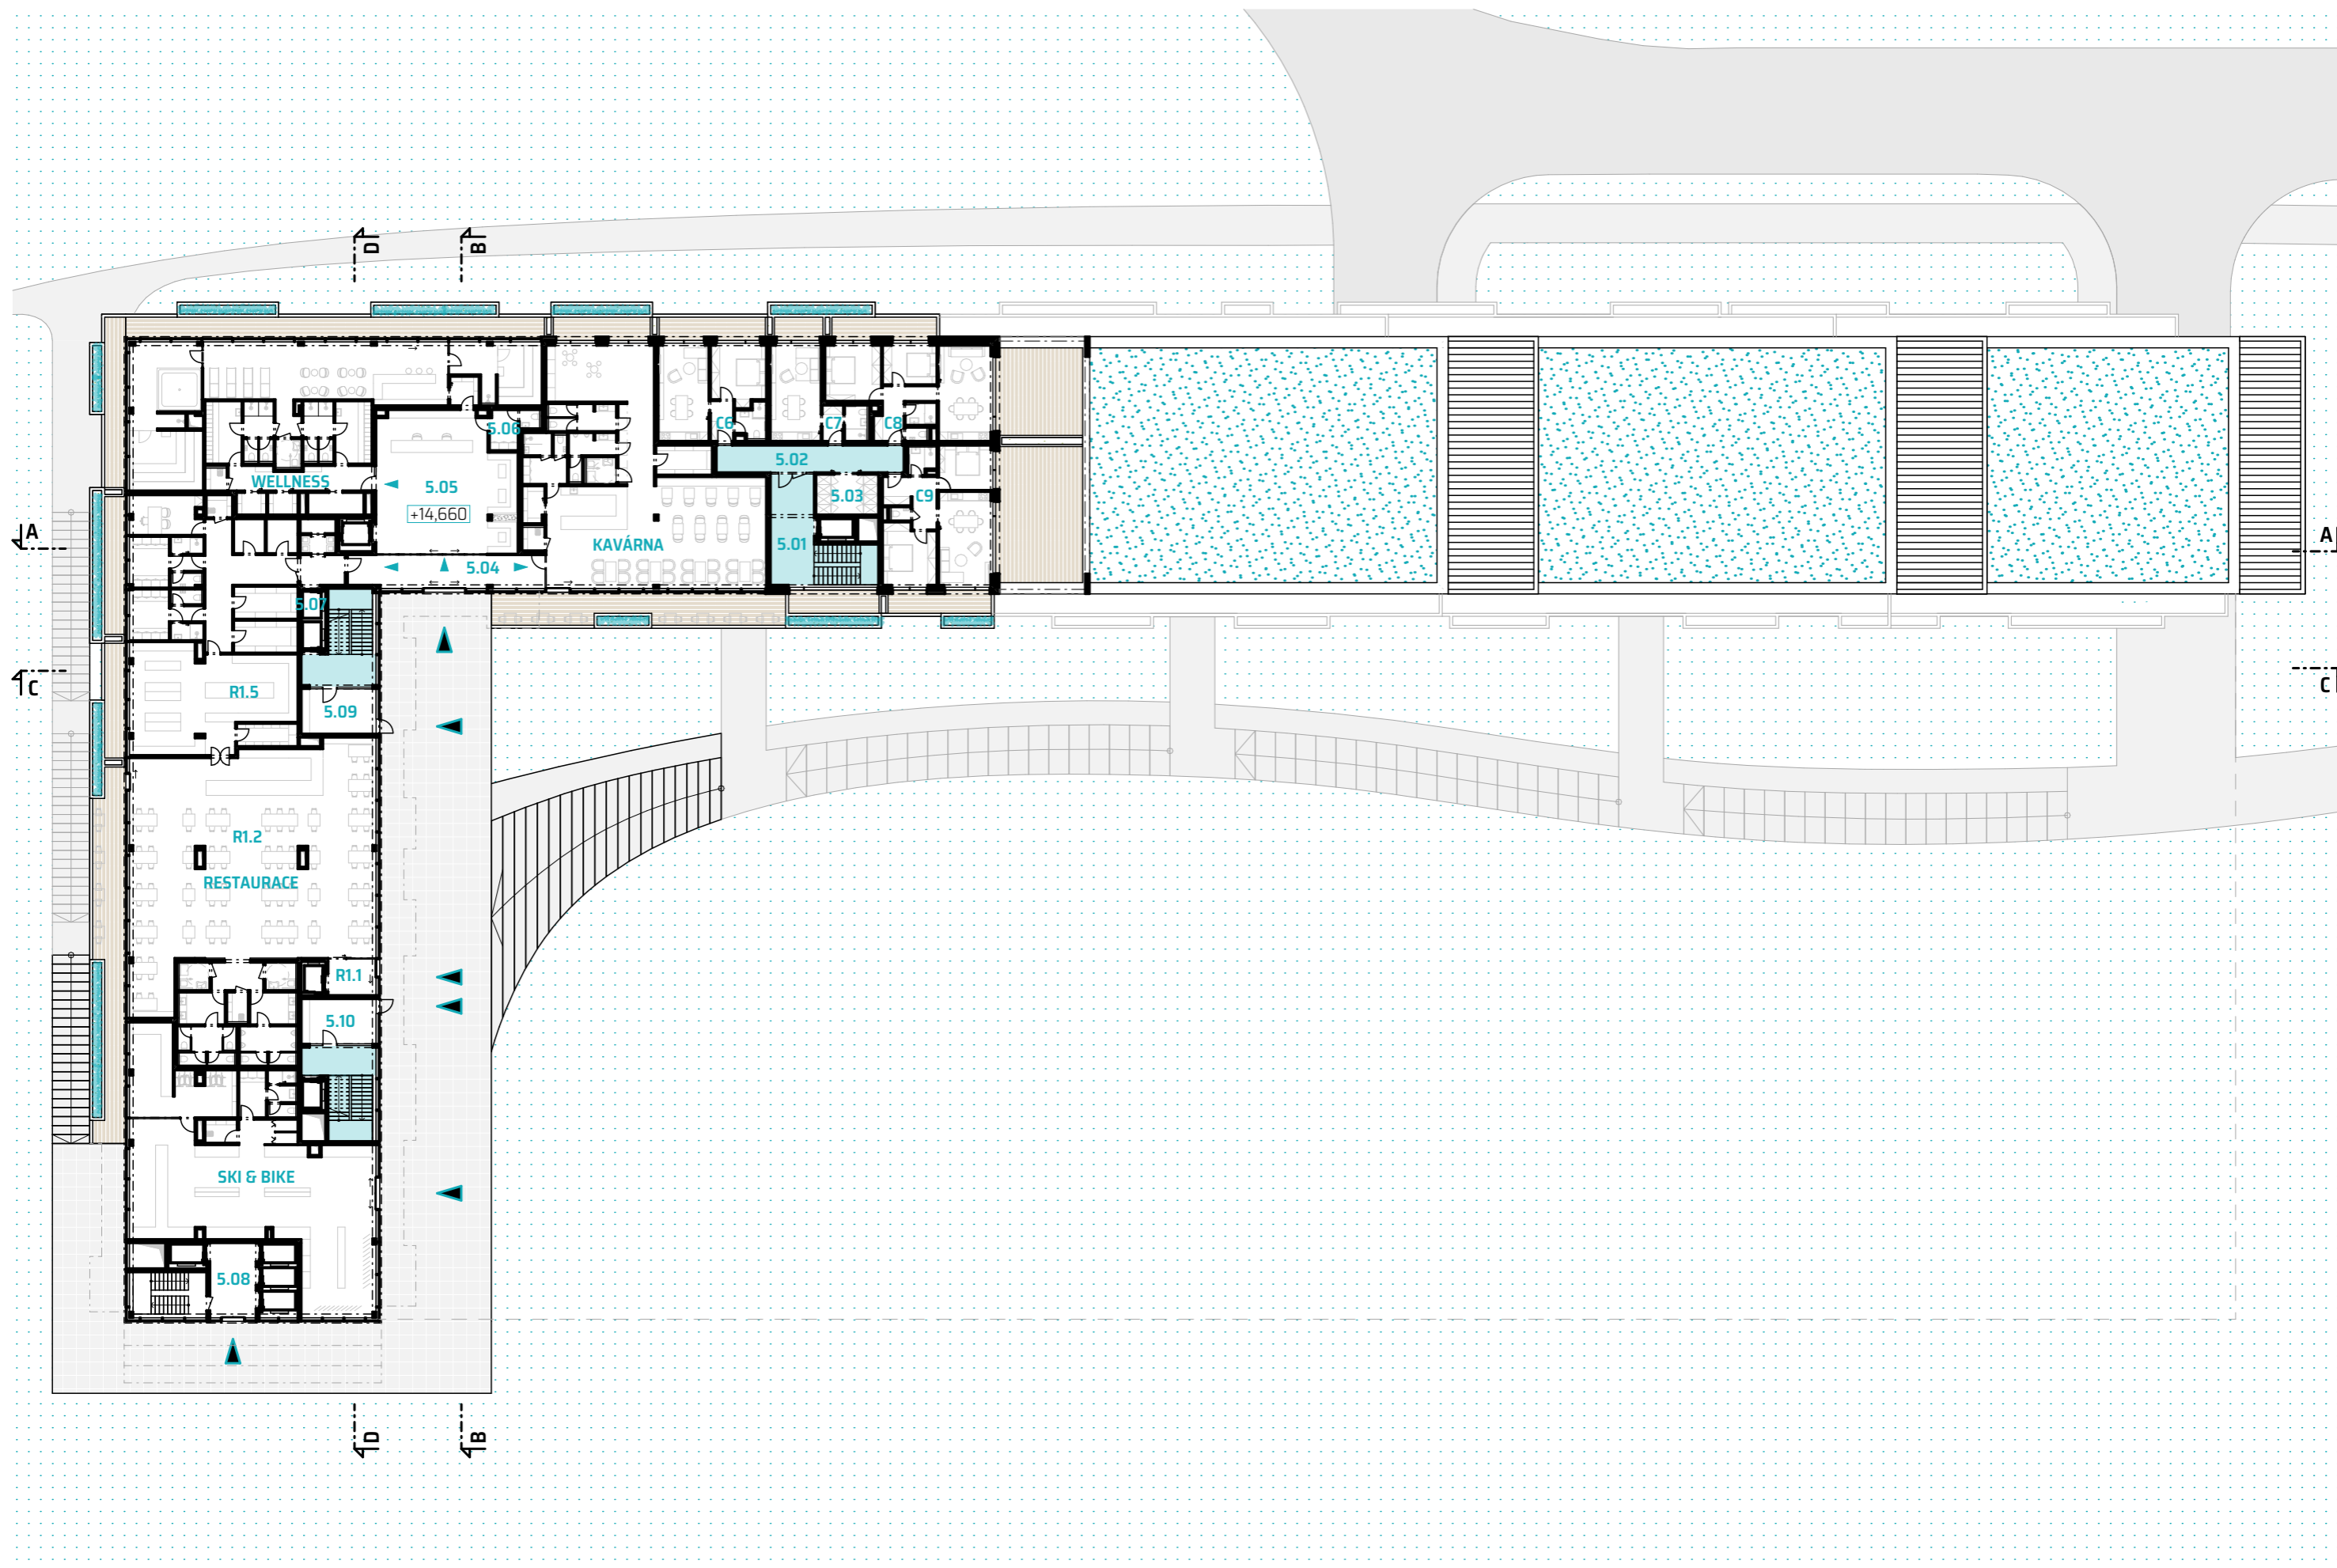 D
B
C6
C7
C8
5.06
5.02
WELLNESS
5.05
5.03
C9
+14,660
A
A
KAVÁRNA
5.01
5.04
5.07
C
C
R1.5
5.09
R1.2
RESTAURACE
R1.1
5.10
SKI & BIKE
5.08
D
B